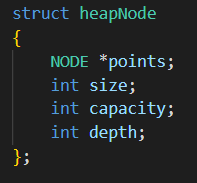 struct heapNode
{
    NODE *points;
    int size;
    int capacity;
    int depth;
};